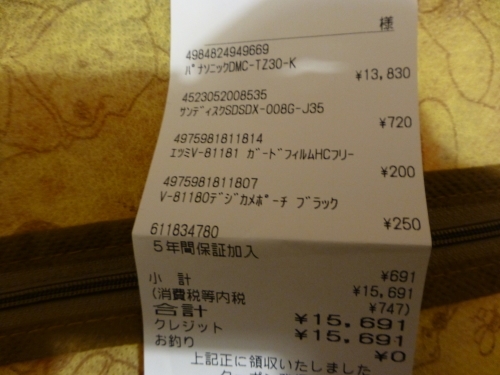 様
4984824949669
ﾊﾟﾅｿﾆｯｸDMC-TZ30-K
¥13,830
4523052008535
ｻﾝﾃﾞｨｽｸSDSDX-008G-J35
¥720
4975981811814
ｴﾂﾐV-81181 ｶﾞｰﾄﾞﾌｨﾙﾑHCﾌﾘｰ
¥200
4975981811807
V-81180ﾃﾞｼﾞｶﾒﾎﾟｰﾁ ﾌﾞﾗｯｸ
¥250
611834780
5年間保証加入
¥691
小 計 ¥15,691
(消費税等内税 ¥747)
合計 ¥15,691
クレジット ¥15,691
お釣り ¥0
上記正に領収いたしました